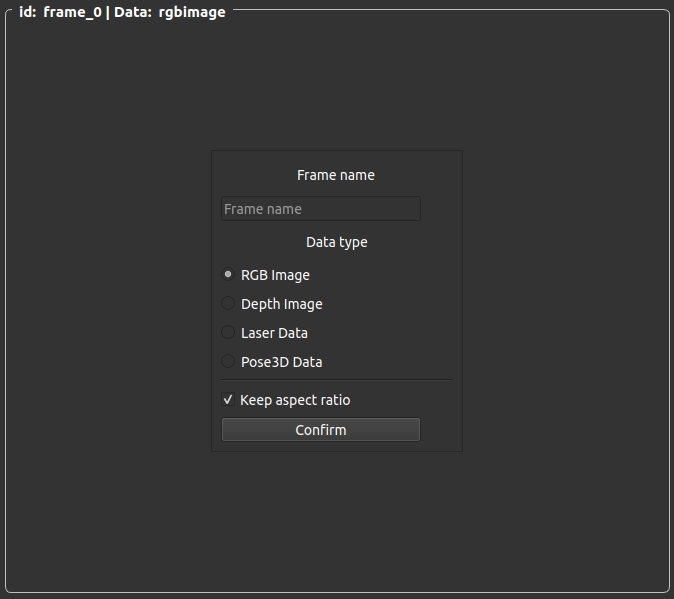 id: frame_0 | Data: rgbimage
Frame name
Frame name
Data type
RGB Image
Depth Image
Laser Data
Pose3D Data
Keep aspect ratio
Confirm